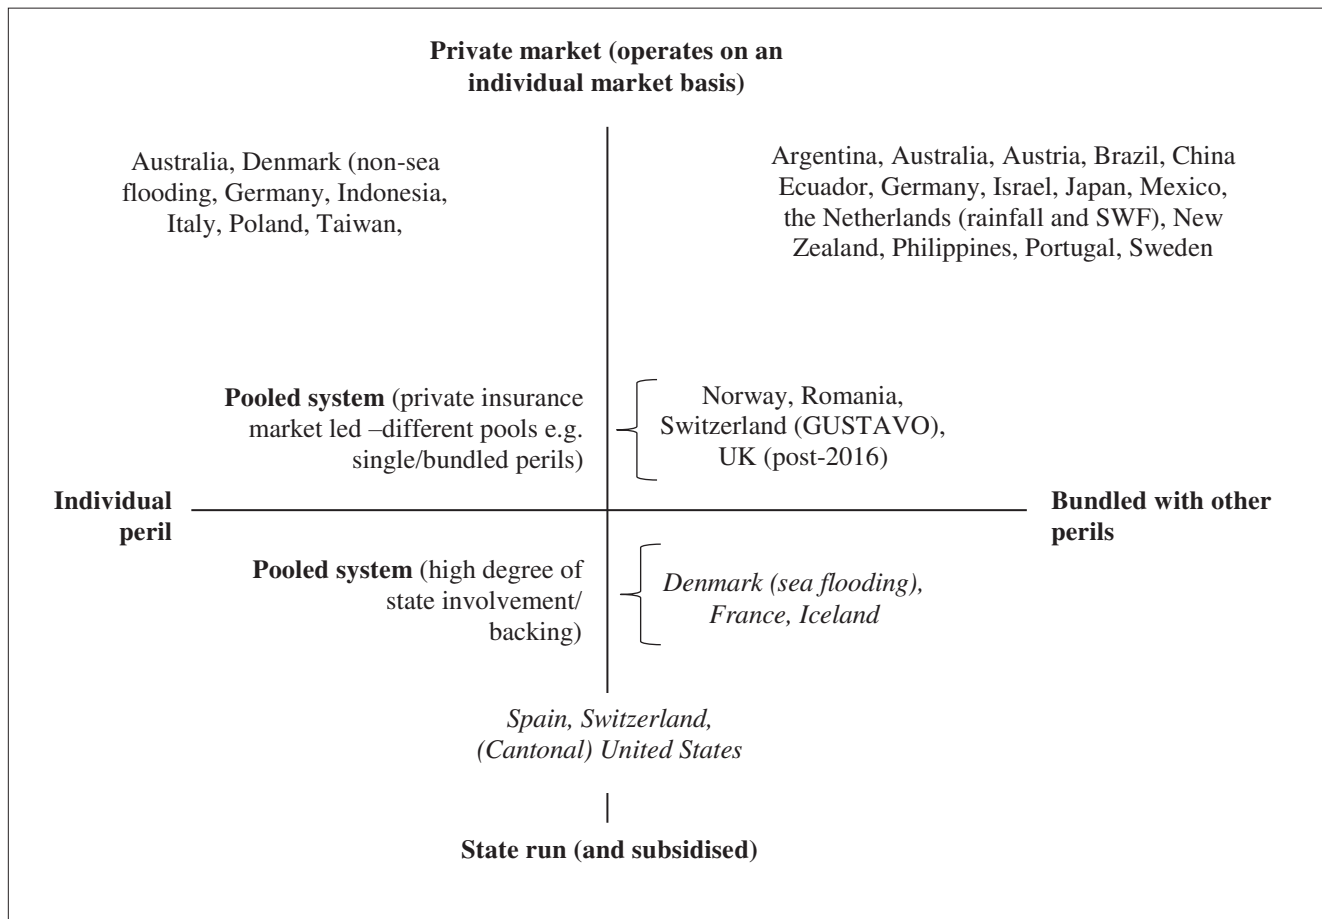 Private market (operates on an
individual market basis)
Australia, Denmark (non-sea
flooding, Germany, Indonesia,
Italy, Poland, Taiwan,
Argentina, Australia, Austria, Brazil, China
Ecuador, Germany, Israel, Japan, Mexico,
the Netherlands (rainfall and SWF), New
Zealand, Philippines, Portugal, Sweden
Pooled system (private insurance
market led –different pools e.g.
single/bundled perils)
Norway, Romania,
Switzerland (GUSTAVO),
UK (post-2016)
Individual
peril
Bundled with other
perils
Pooled system (high degree of
state involvement/
backing)
Denmark (sea flooding),
France, Iceland
Spain, Switzerland,
(Cantonal) United States
State run (and subsidised)